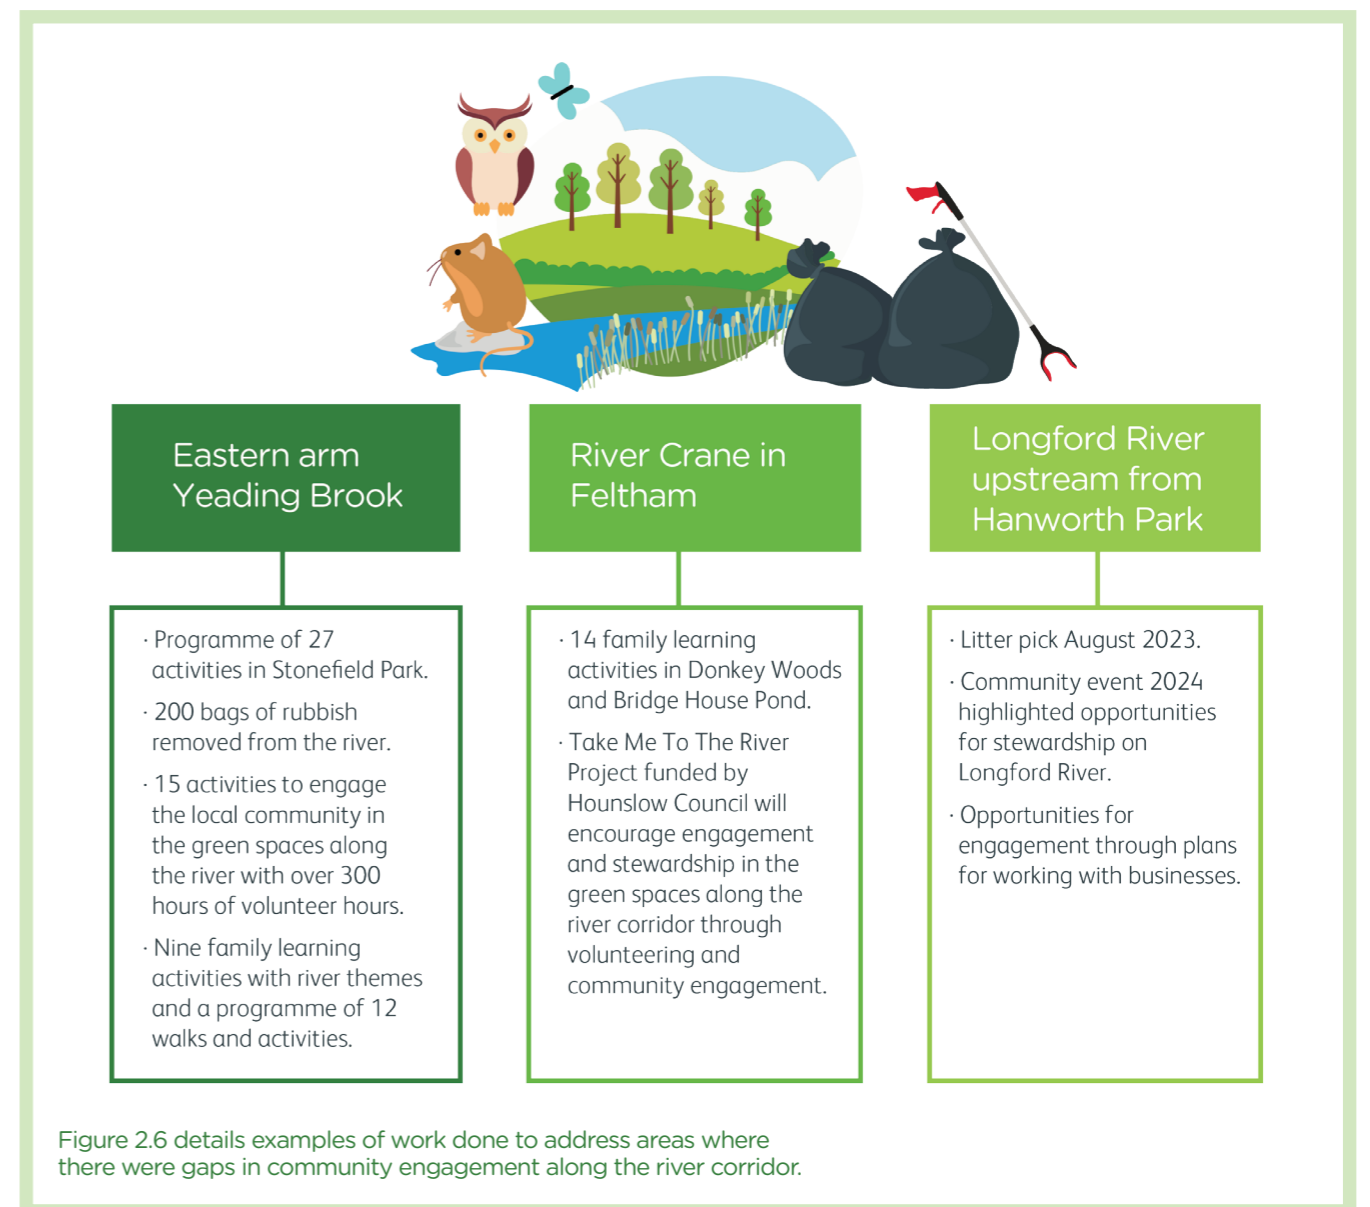 Eastern arm
Yeading Brook
· Programme of 27
activities in Stonefield Park.
· 200 bags of rubbish
removed from the river.
· 15 activities to engage
the local community in
the green spaces along
the river with over 300
hours of volunteer hours.
· Nine family learning
activities with river themes
and a programme of 12
walks and activities.
River Crane in
Feltham
· 14 family learning
activities in Donkey Woods
and Bridge House Pond.
· Take Me To The River
Project funded by
Hounslow Council will
encourage engagement
and stewardship in the
green spaces along the
river corridor through
volunteering and
community engagement.
Longford River
upstream from
Hanworth Park
· Litter pick August 2023.
· Community event 2024
highlighted opportunities
for stewardship on
Longford River.
· Opportunities for
engagement through plans
for working with businesses.
Figure 2.6 details examples of work done to address areas where
there were gaps in community engagement along the river corridor.